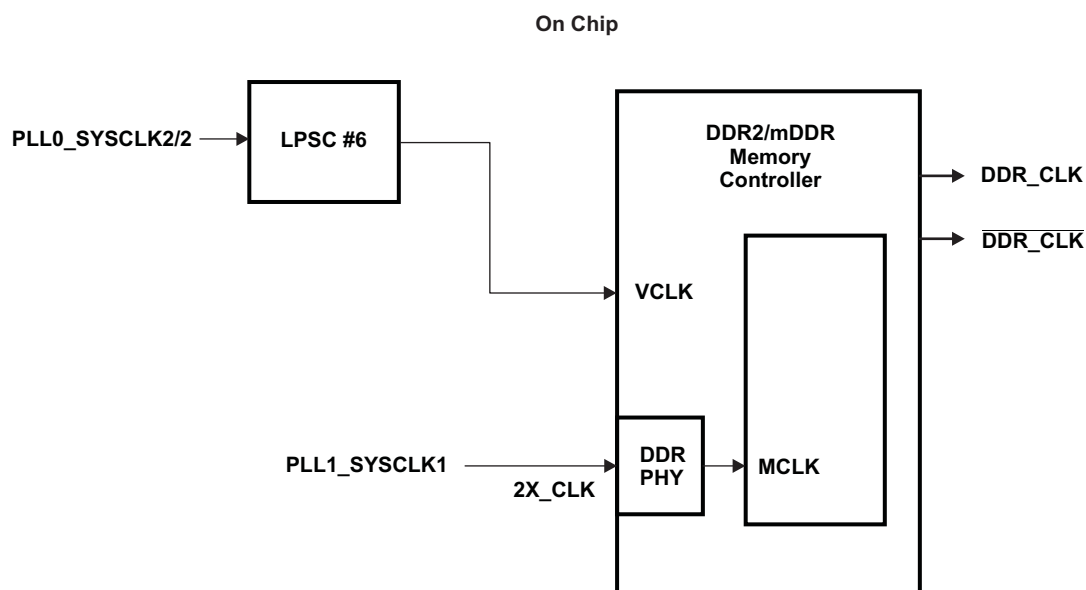 On Chip
PLL0_SYSCLK2/2
LPSC #6
DDR2/mDDR
Memory
Controller
DDR_CLK
DDR_CLK
VCLK
PLL1_SYSCLK1
2X_CLK
DDR
PHY
MCLK